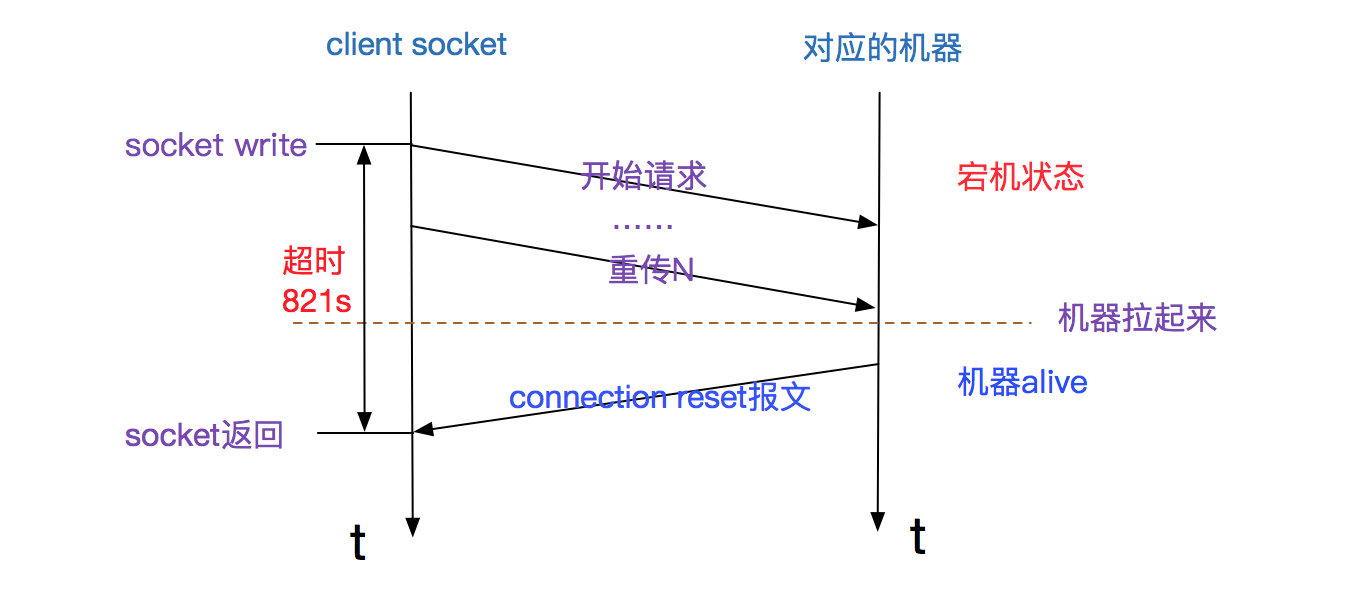 client socket
对应的机器
socket write
开始请求
宕机状态
……
超时
821s
重传N
机器拉起来
机器alive
connection reset报文
socket返回
t
t